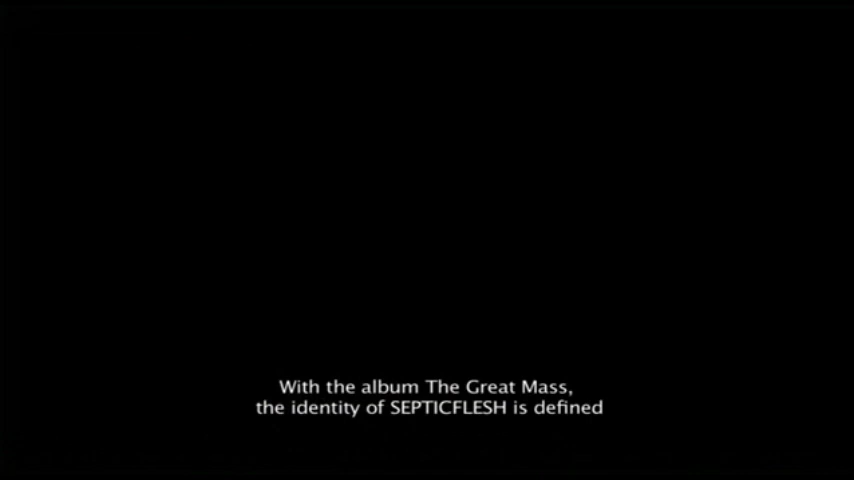 With the album The Great Mass,
the identity of SEPTICFLESH is defined